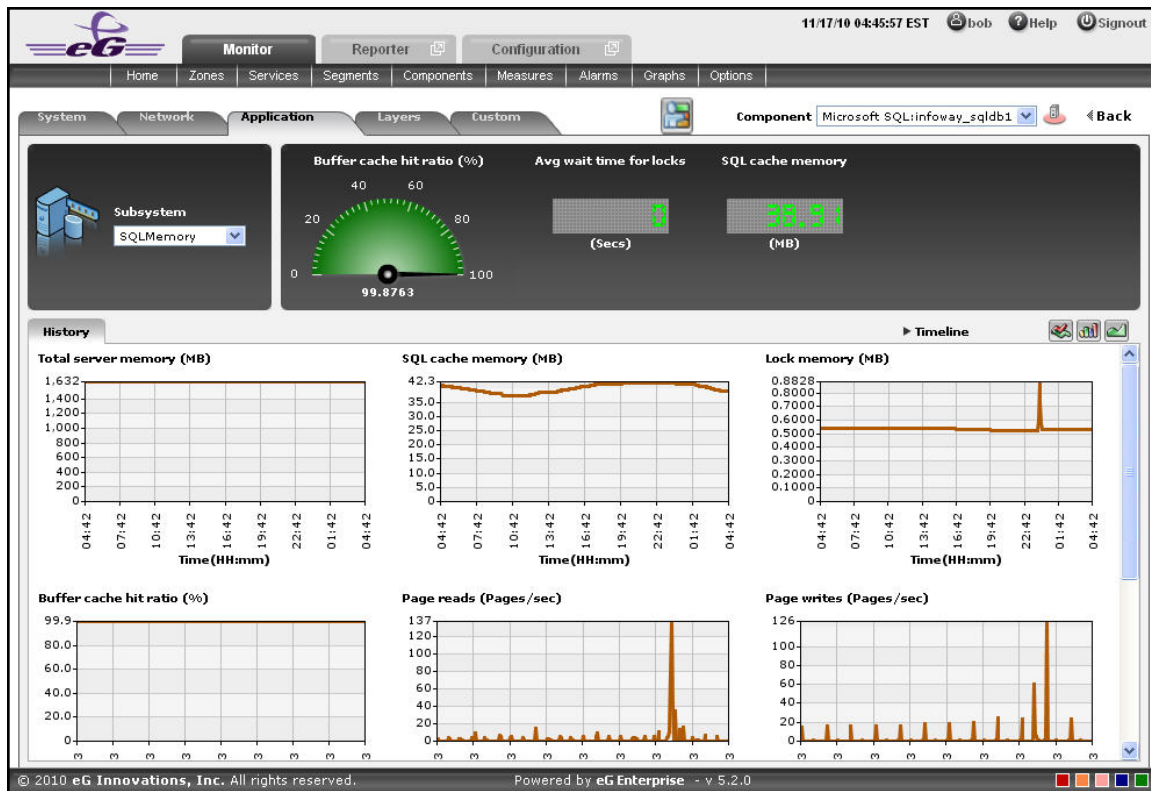 11/17/10 04:45:57 EST bob Help Signout
eG
Monitor Reporter Configuration
Home Zones Services Segments Components Measures Alarms Graphs Options
System Network Application Layers Custom Component Microsoft SQL:infoway_sqldb1 Back
Buffer cache hit ratio (%) Avg wait time for locks SQL cache memory
Subsystem
SQLMemory
0 20 40 60 80 100
99.8763
0
(Secs)
38.91
(MB)
History Timeline
Total server memory (MB)
1,632
1,400
1,200
1,000
800
600
400
200
0
04:42 07:42 10:42 13:42 16:42 19:42 22:42 01:42 04:42
Time(HH:mm)
SQL cache memory (MB)
42.3
35.0
30.0
25.0
20.0
15.0
10.0
5.0
0
04:42 07:42 10:42 13:42 16:42 19:42 22:42 01:42 04:42
Time(HH:mm)
Lock memory (MB)
0.8828
0.80000
0.70000
0.60000
0.5000
0.4000
0.3000
0.2000
0.1000
0
04:42 07:42 10:42 13:42 16:42 19:42 22:42 01:42 04:42
Time(HH:mm)
Buffer cache hit ratio (%)
99.9
80.0
60.0
40.0
20.0
0
Page reads (Pages/sec)
137
120
100
80
60
40
20
0
Page writes (Pages/sec)
126
100
80
60
40
20
0
© 2010 eG Innovations, Inc. All rights reserved. Powered by eG Enterprise - v 5.2.0